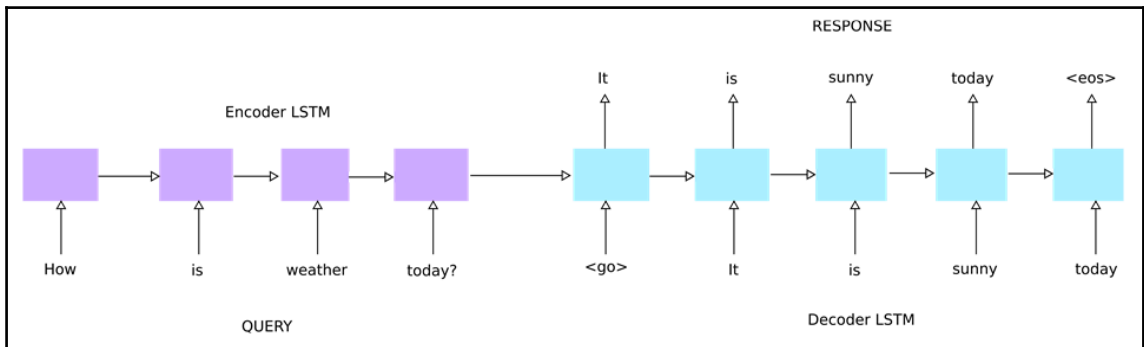 RESPONSE
It is sunny today <eos>
Encoder LSTM
How is weather today? <go> It is sunny today
QUERY
Decoder LSTM